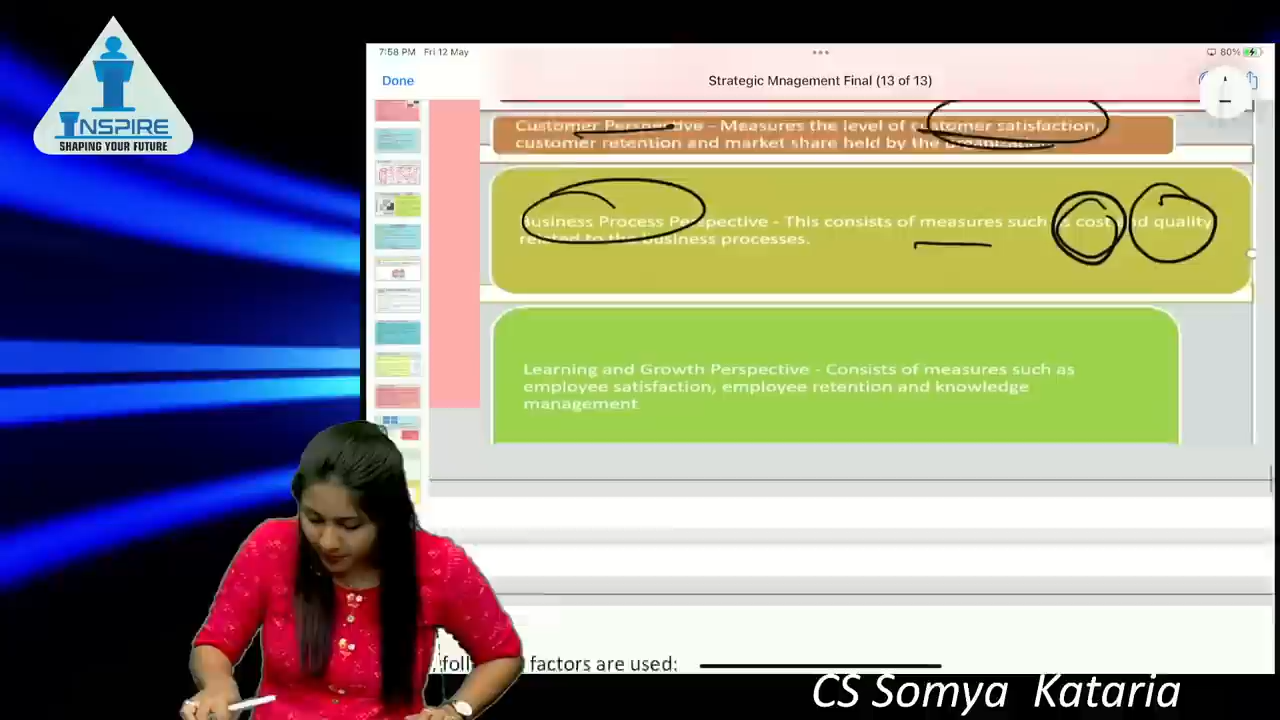 INSPIRE
SHAPING YOUR FUTURE
7:58 PM Fri 12 May
80%
Done
Strategic Mnagement Final (13 of 13)
Customer Perspective - Measures the level of customer satisfaction,
customer retention and market share held by the organization
Business Process Perspective - This consists of measures such as cost and quality
related to the business processes.
Learning and Growth Perspective - Consists of measures such as
employee satisfaction, employee retention and knowledge
management
factors are used:
CS Somya Kataria